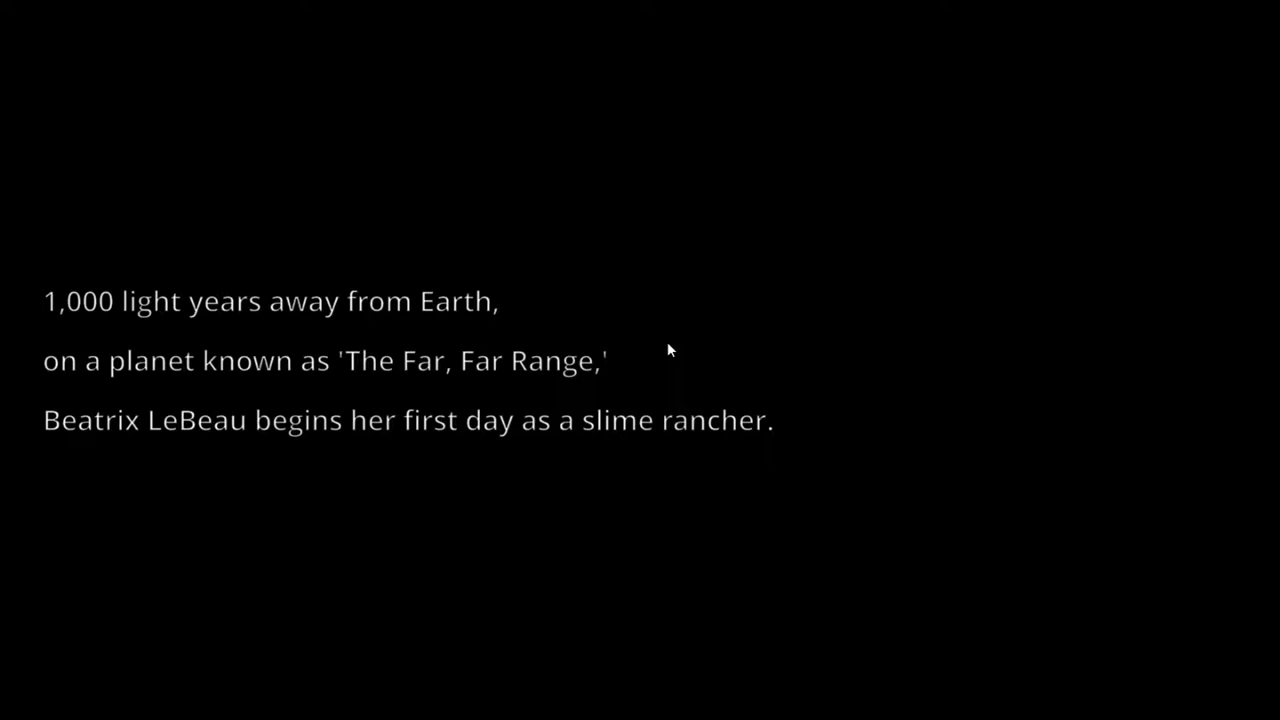 1,000 light years away from Earth,
on a planet known as 'The Far, Far Range,'
Beatrix LeBeau begins her first day as a slime rancher.